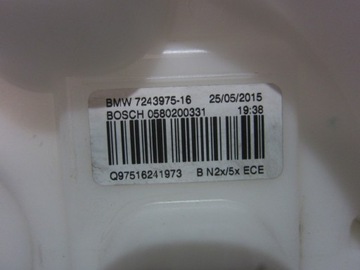 BMW 7243975-16 25/05/2015
BOSCH 0580200331 19:38
Q97516241973 B N2x/5x ECE